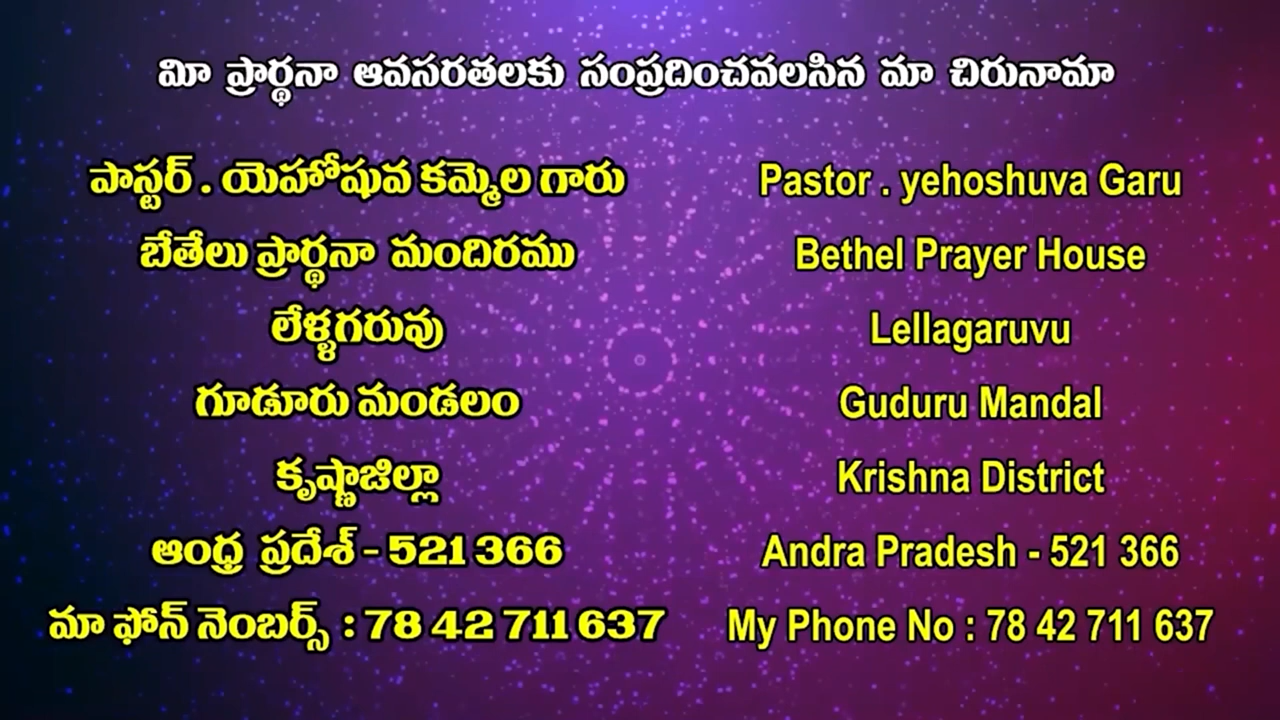 మీ ప్రార్థనా ఆవసరతలకు సంప్రదించవలసిన మా చిరునామా
పాస్టర్ . యెహోషువ కమ్మెల గారు
బేతేలు ప్రార్థనా మందిరము
లేళ్ళగరువు
గూడూరు మండలం
కృష్ణాజిల్లా
ఆంధ్ర ప్రదేశ్ - 521 366
మా ఫోన్ నెంబర్స్ : 78 42 711 637
Pastor . yehoshuva Garu
Bethel Prayer House
Lellagaruvu
Guduru Mandal
Krishna District
Andra Pradesh - 521 366
My Phone No : 78 42 711 637